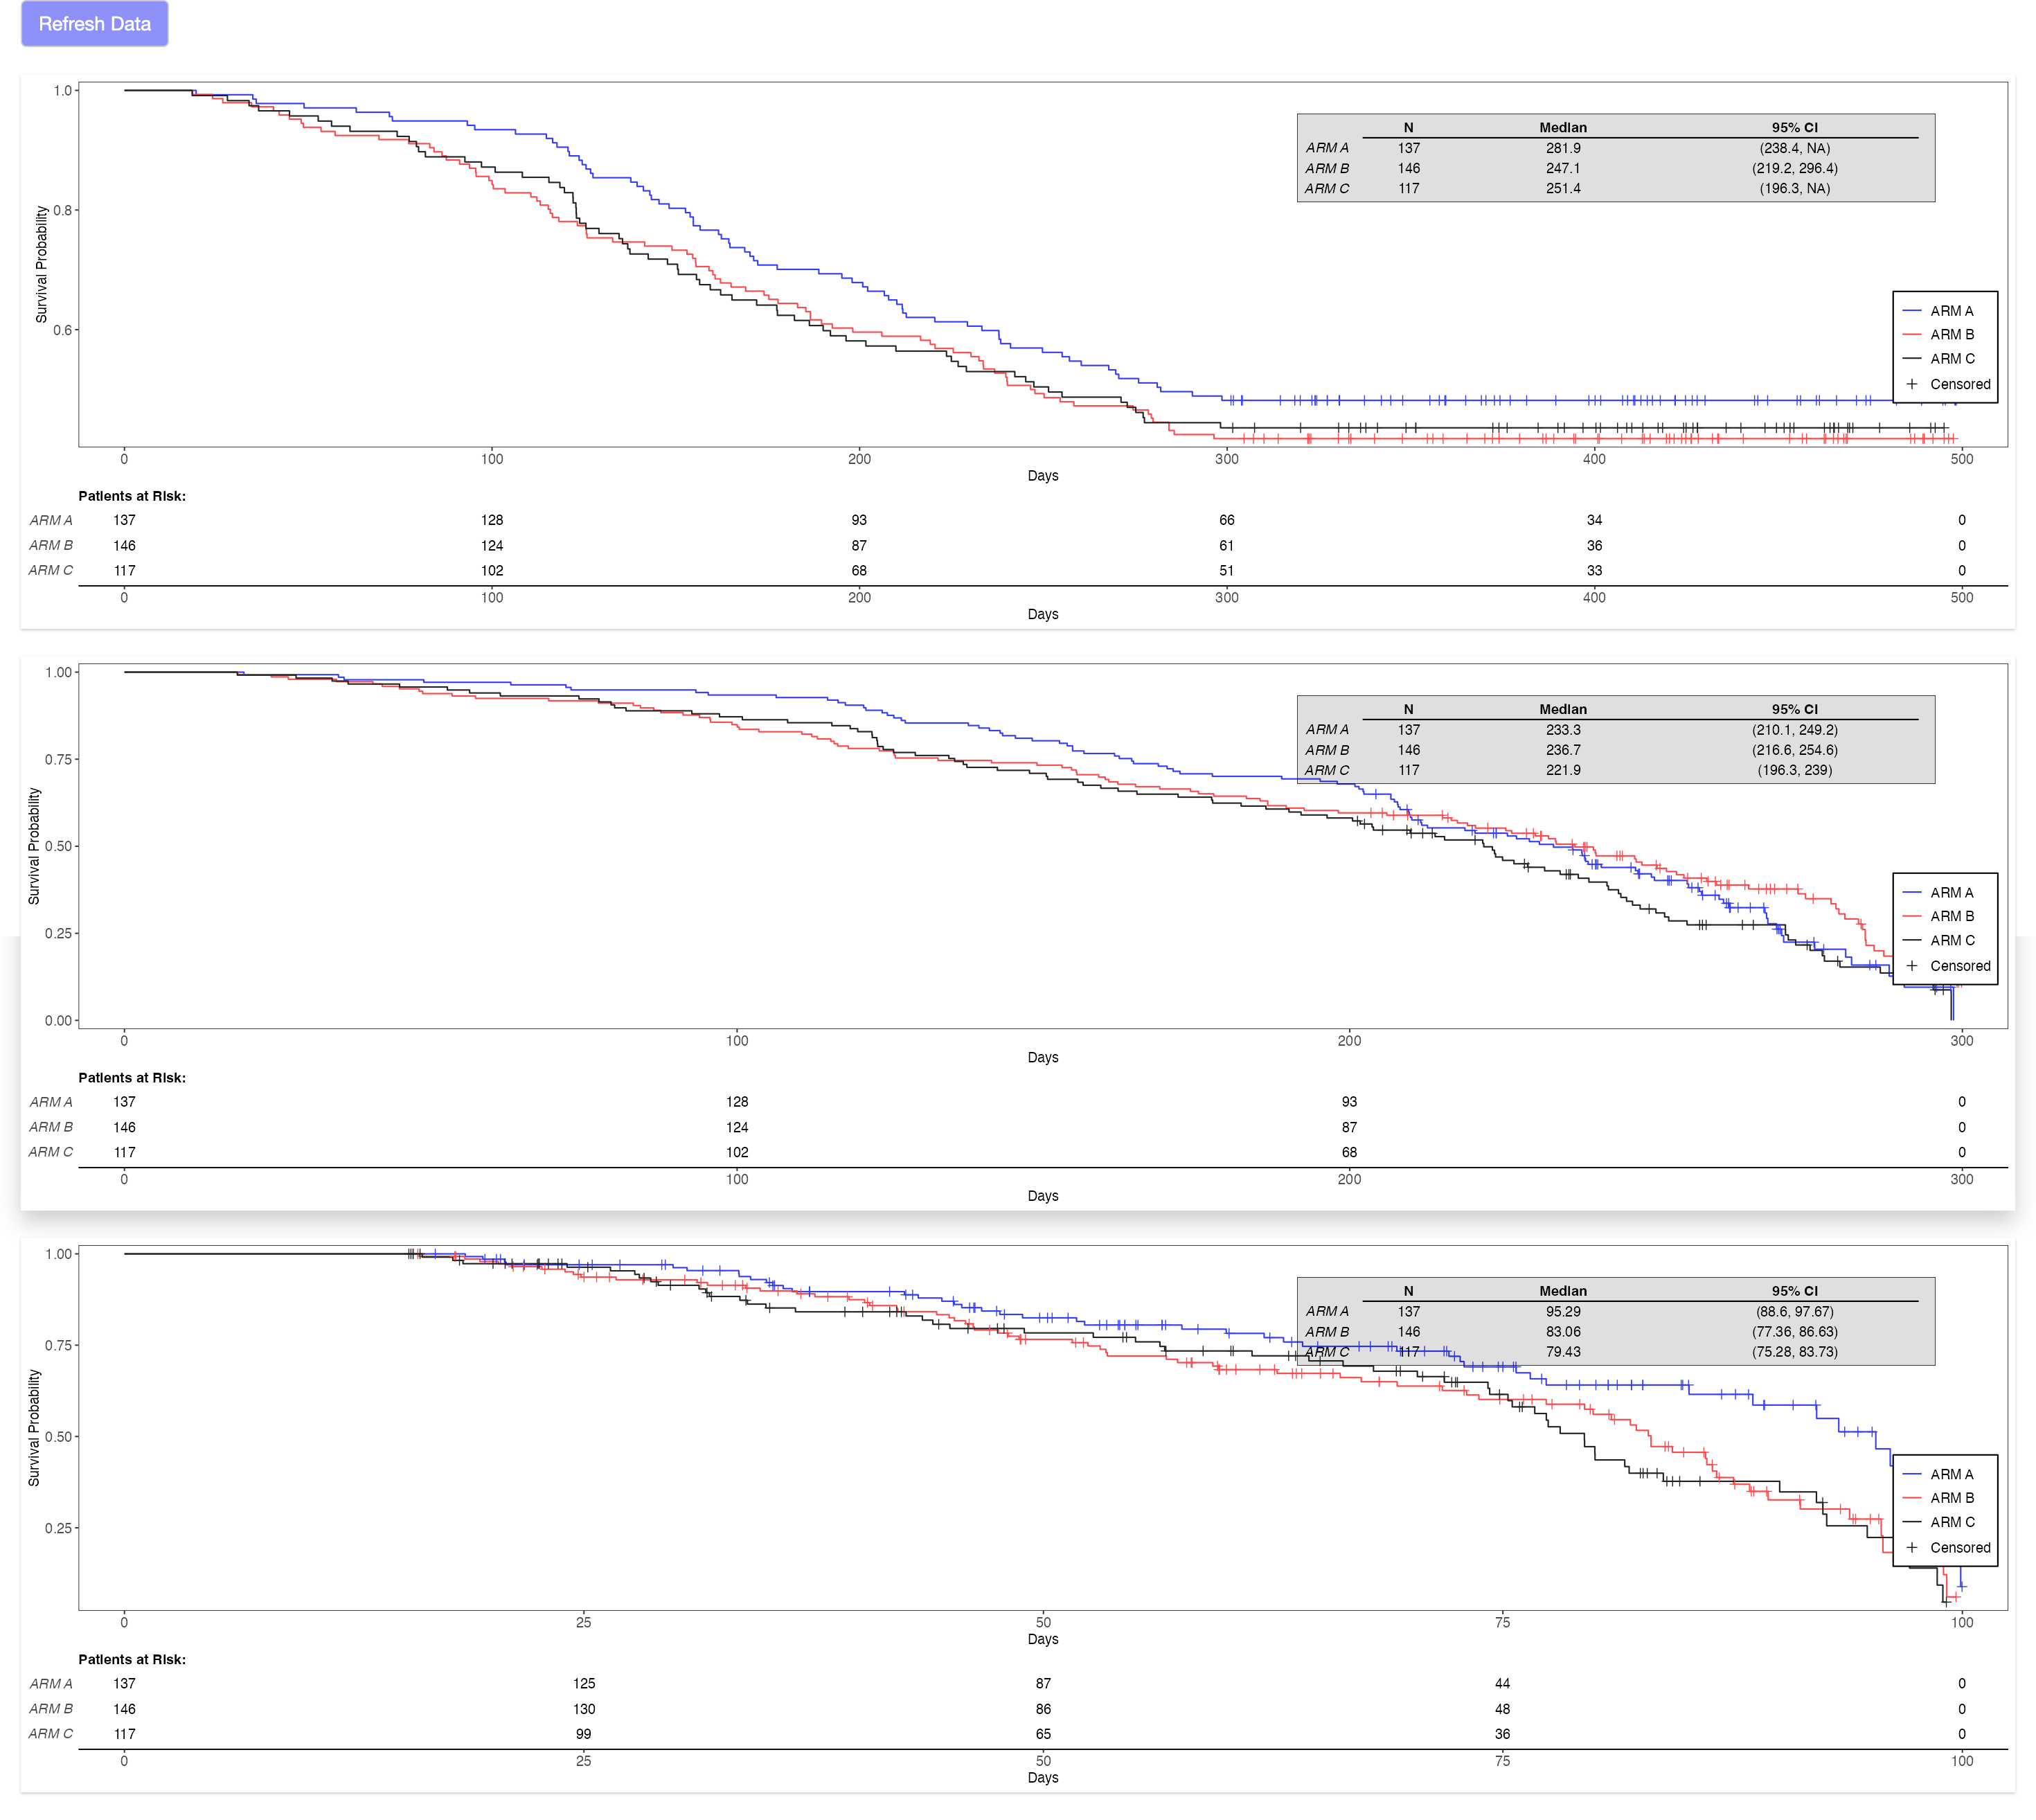 Refresh Data
1.0
0.8
0.6
Survival Probability
N Median 95% CI
ARM A 137 281.9 (238.4, NA)
ARM B 146 247.1 (219.2, 296.4)
ARM C 117 251.4 (196.3, NA)
ARM A
ARM B
ARM C
Censored
0 100 200 300 400 500
Days
Patients at Risk:
ARM A 137 128 93 66 34 0
ARM B 146 124 87 61 36 0
ARM C 117 102 68 51 33 0
0 100 200 300 400 500
Days
1.00
0.75
0.50
0.25
0.00
Survival Probability
N Median 95% CI
ARM A 137 233.3 (210.1, 249.2)
ARM B 146 236.7 (216.6, 254.6)
ARM C 117 221.9 (196.3, 239)
ARM A
ARM B
ARM C
Censored
0 100 200 300
Days
Patients at Risk:
ARM A 137 128 93 0
ARM B 146 124 87 0
ARM C 117 102 68 0
0 100 200 300
Days
1.00
0.75
0.50
0.25
Survival Probability
N Median 95% CI
ARM A 137 95.29 (88.6, 97.67)
ARM B 146 83.06 (77.36, 86.63)
ARM C 117 79.43 (75.28, 83.73)
ARM A
ARM B
ARM C
Censored
0 25 50 75 100
Days
Patients at Risk:
ARM A 137 125 87 44 0
ARM B 146 130 86 48 0
ARM C 117 99 65 36 0
0 25 50 75 100
Days